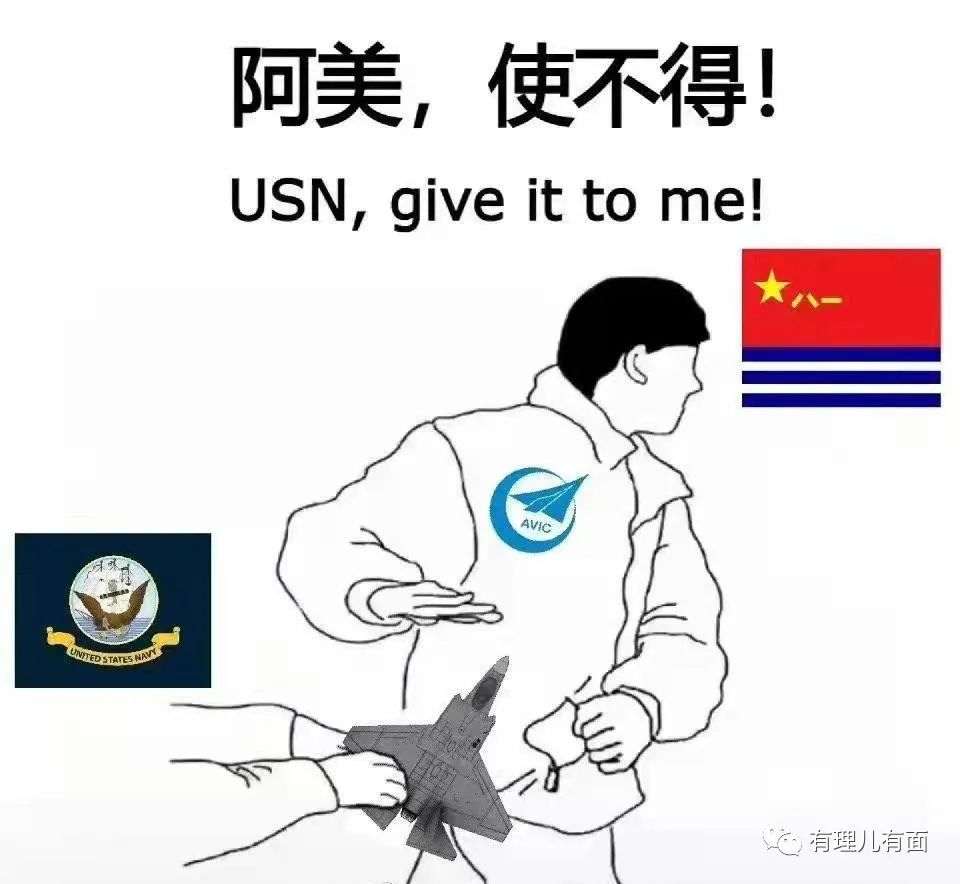 阿美，使不得！
USN, give it to me!
八一
AVIC
UNITED STATES NAVY
有理儿有面